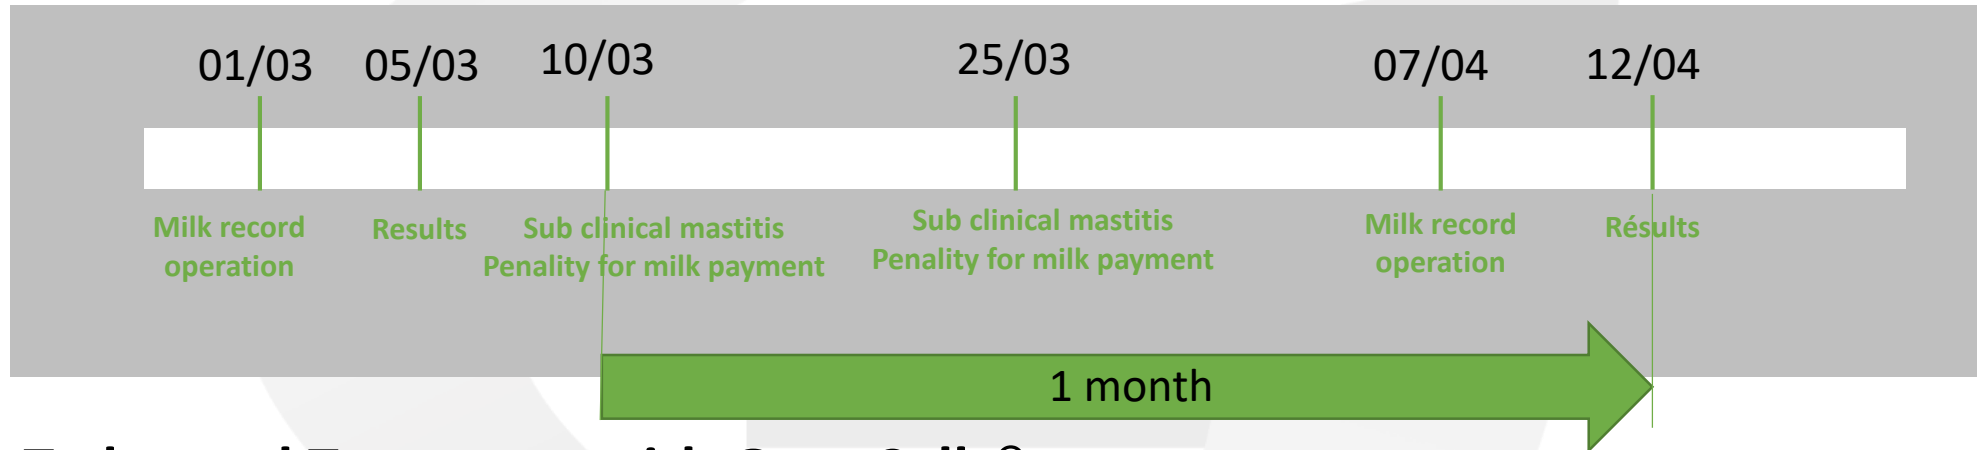 01/03
05/03
10/03
25/03
07/04
12/04
Milk record
operation
Results
Sub clinical mastitis
Penality for milk payment
Sub clinical mastitis
Penality for milk payment
Milk record
operation
Résults
1 month